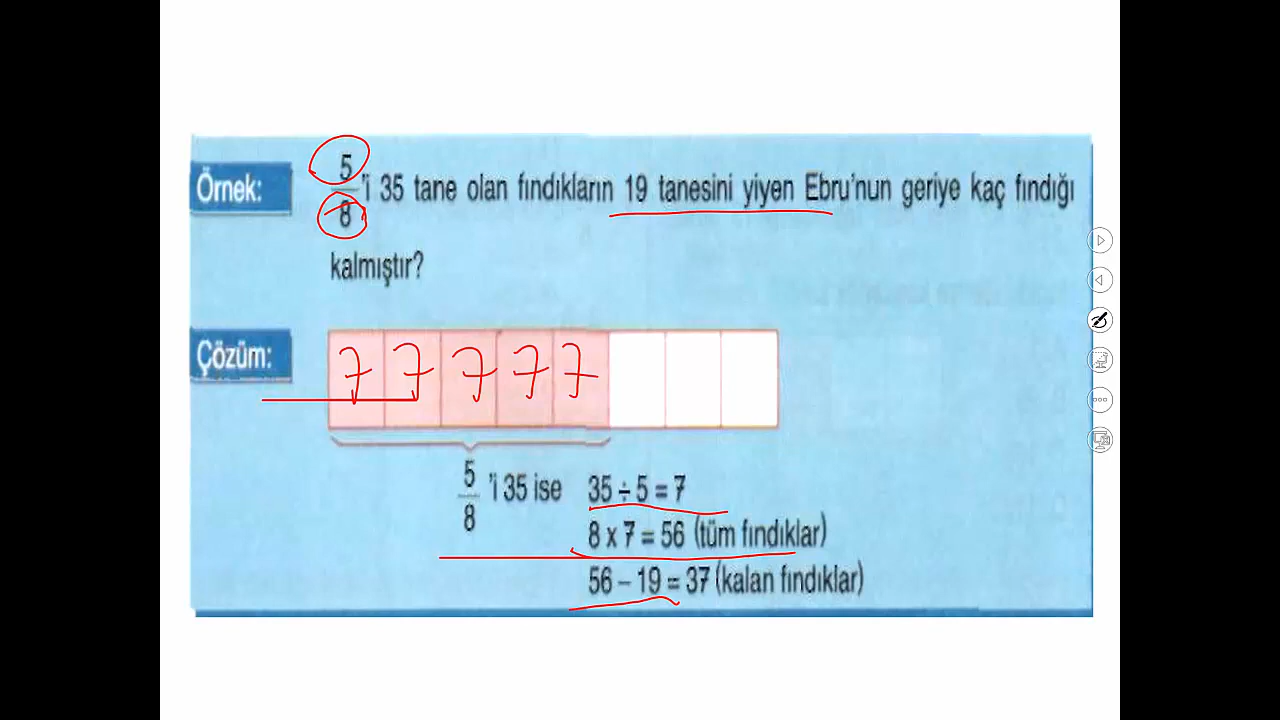 Örnek: 5/8'i 35 tane olan fındıkların 19 tanesini yiyen Ebru'nun geriye kaç fındığı
kalmıştır?
Çözüm:
7 7 7 7 7
5/8'i 35 ise 35 ÷ 5 = 7
8 x 7 = 56 (tüm fındıklar)
56 – 19 = 37 (kalan fındıklar)